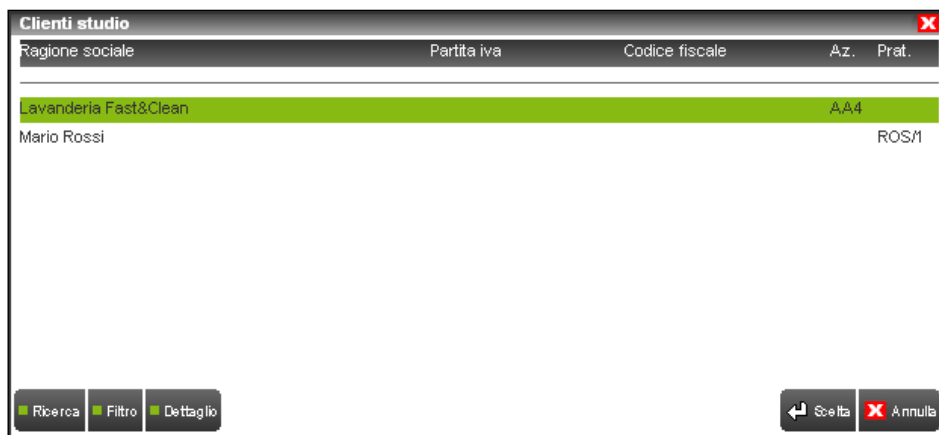 Clienti studio
Ragione sociale Partita iva Codice fiscale Az. Prat.
Lavanderia Fast&Clean AA4
Mario Rossi ROS/1
Ricerca Filtro Dettaglio Scelta Annulla